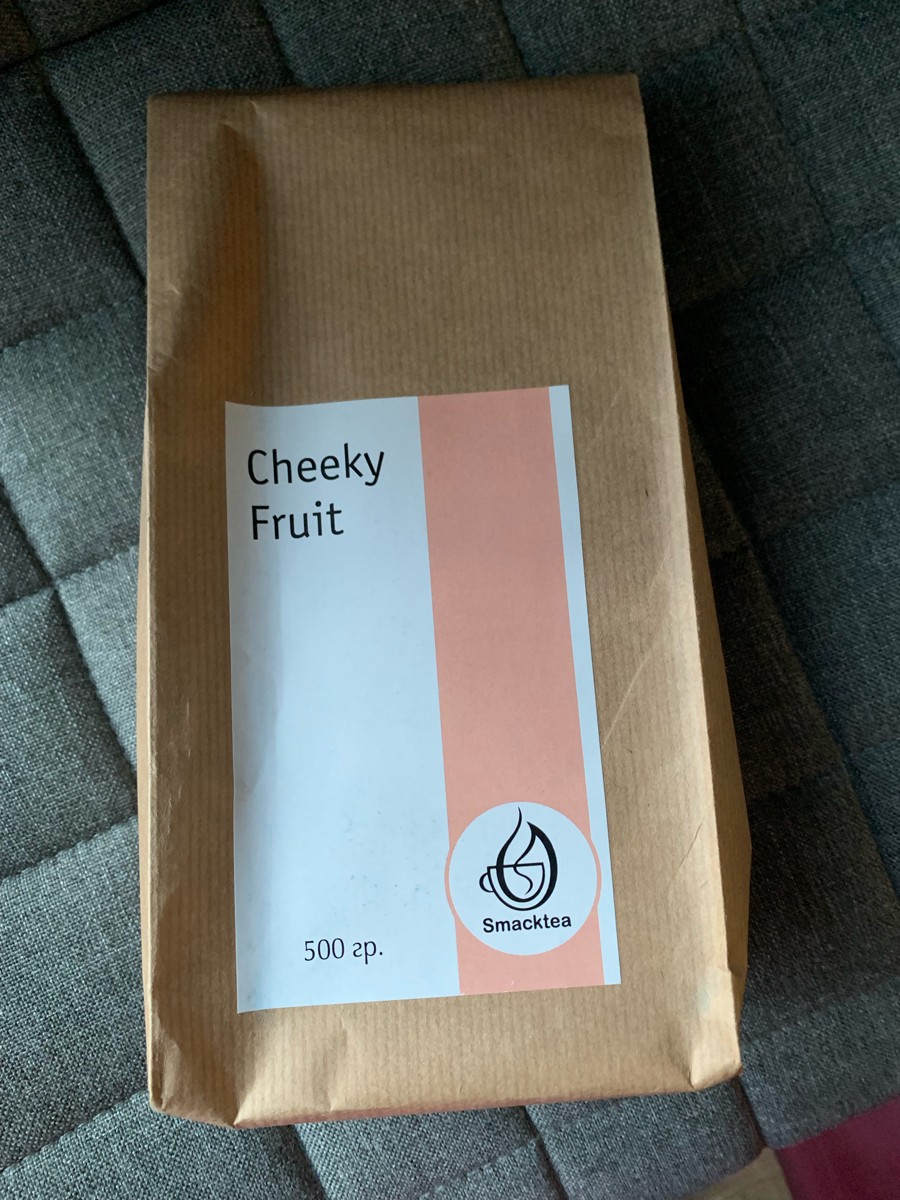 Cheeky
Fruit
Smacktea
500 гр.